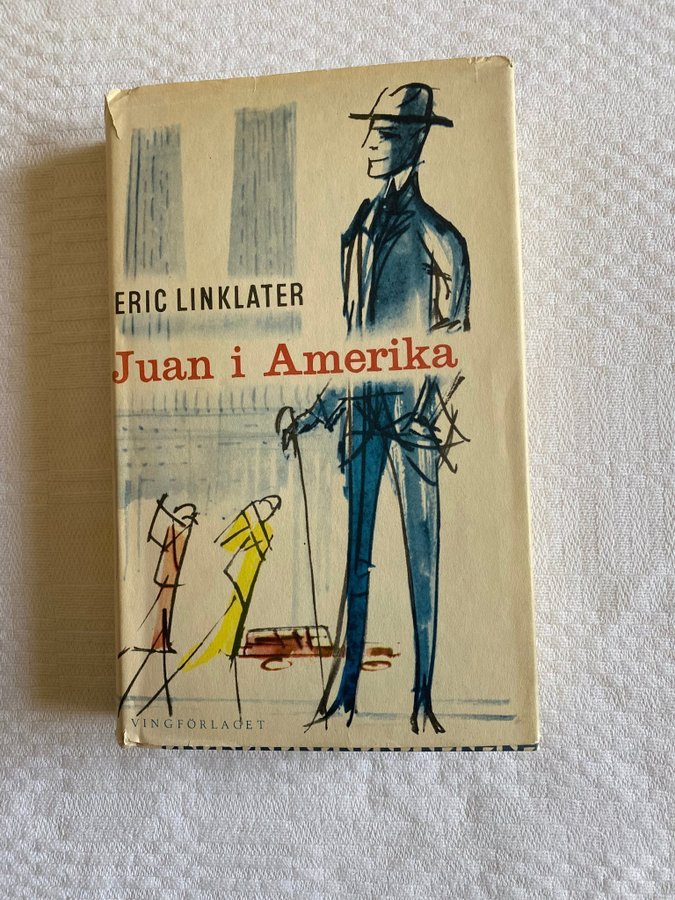 ERIC LINKLATER
Juan i Amerika
VINGFÖRLAGET